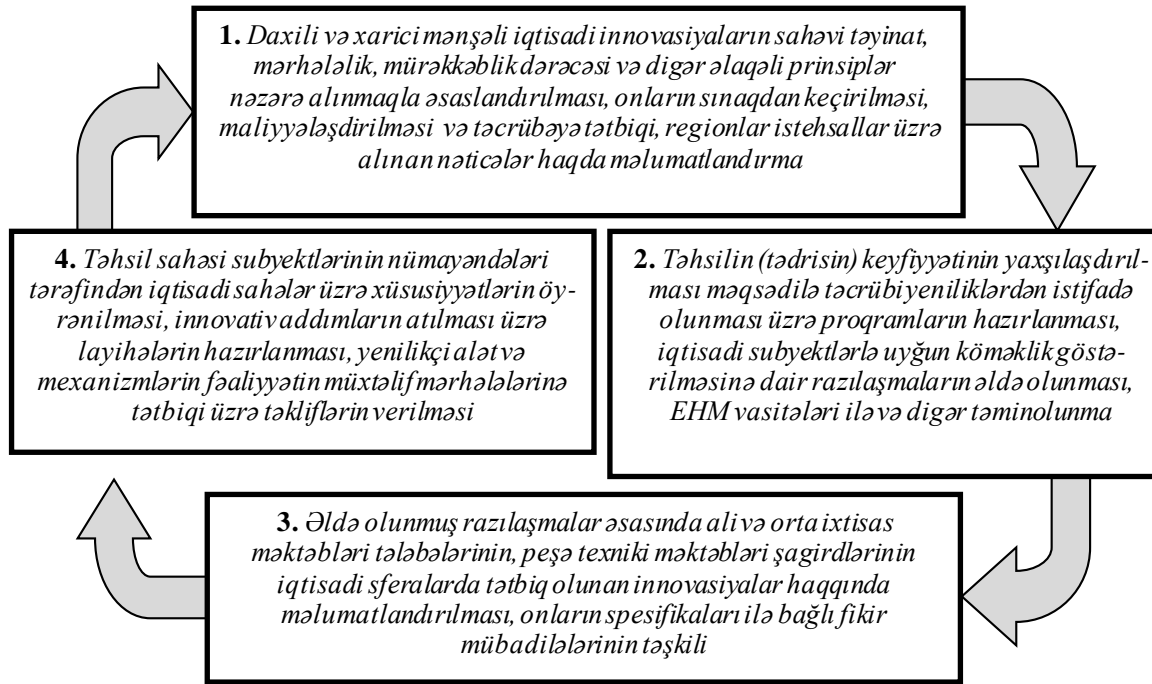 1. Daxili və xarici mənşəli iqtisadi innovasiyaların sahəvi təyinat,
mərhələlik, mürəkkəblik dərəcəsi və digər əlaqəli prinsiplər
nəzərə alınmaqla əsaslandırılması, onların sınaqdan keçirilməsi,
maliyyələşdirilməsi və təcrübəyə tətbiqi, regionlar istehsallar üzrə
alınan nəticələr haqda məlumatlandırma
2. Təhsilin (tədrisin) keyfiyyətinin yaxşılaşdırıl-
ması məqsədilə təcrübi yeniliklərdən istifadə
olunması üzrə proqramların hazırlanması,
iqtisadi subyektlərlə uyğun köməklik göstə-
rilməsinə dair razılaşmaların əldə olunması,
EHM vasitələri ilə və digər təminolunma
3. Əldə olunmuş razılaşmalar əsasında ali və orta ixtisas
məktəbləri tələbələrinin, peşə texniki məktəbləri şagirdlərinin
iqtisadi sferalarda tətbiq olunan innovasiyalar haqqında
məlumatlandırılması, onların spesifikaları ilə bağlı fikir
mübadilələrinin təşkili
4. Təhsil sahəsi subyektlərinin nümayəndələri
tərəfindən iqtisadi sahələr üzrə xüsusiyyətlərin öy-
rənilməsi, innovativ addımların atılması üzrə
layihələrin hazırlanması, yenilikçi alət və
mexanizmlərin fəaliyyətin müxtəlif mərhələlərinə
tətbiqi üzrə təkliflərin verilməsi